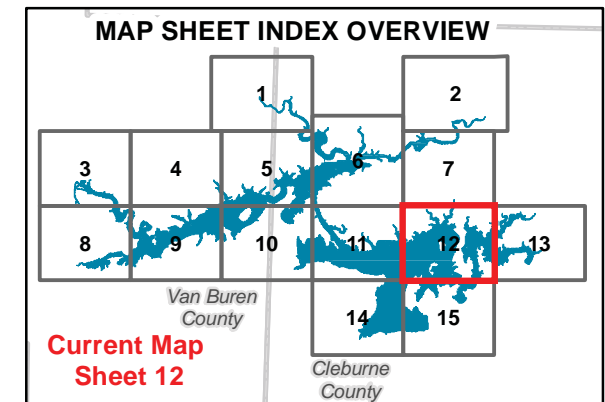 MAP SHEET INDEX OVERVIEW
1
2
3
4
5
6
7
8
9
10
11
12
13
Van Buren
County
14
15
Current Map
Sheet 12
Cleburne
County